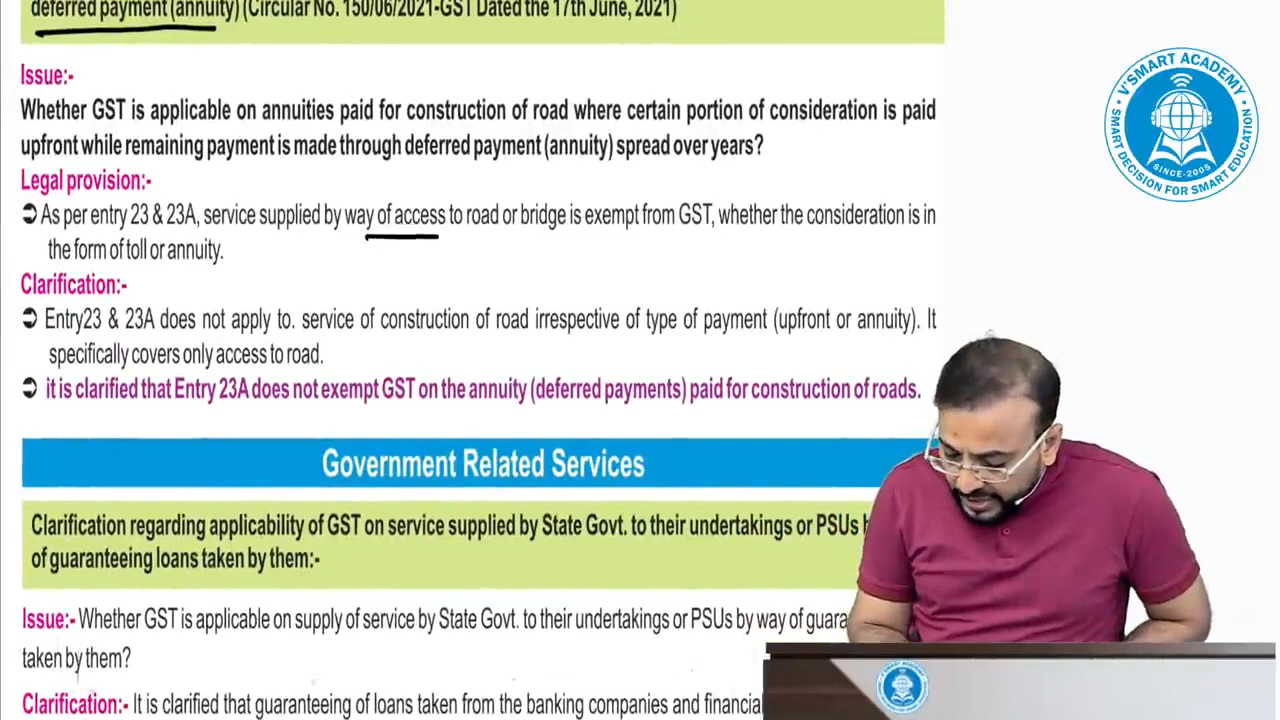 deferred payment (annuity) (Circular No. 150/06/2021-GST Dated the 17th June, 2021)
Issue:-
Whether GST is applicable on annuities paid for construction of road where certain portion of consideration is paid
upfront while remaining payment is made through deferred payment (annuity) spread over years?
Legal provision:-
➲ As per entry 23 & 23A, service supplied by way of access to road or bridge is exempt from GST, whether the consideration is in
the form of toll or annuity.
Clarification:-
➲ Entry23 & 23A does not apply to. service of construction of road irrespective of type of payment (upfront or annuity). It
specifically covers only access to road.
➲ it is clarified that Entry 23A does not exempt GST on the annuity (deferred payments) paid for construction of roads.
Government Related Services
Clarification regarding applicability of GST on service supplied by State Govt. to their undertakings or PSUs
of guaranteeing loans taken by them:-
Issue:- Whether GST is applicable on supply of service by State Govt. to their undertakings or PSUs by way of guara
taken by them?
Clarification:- It is clarified that guaranteeing of loans taken from the banking companies and financial
V'SMART ACADEMY
SINCE-2005
SMART DECISION FOR SMART EDUCATION